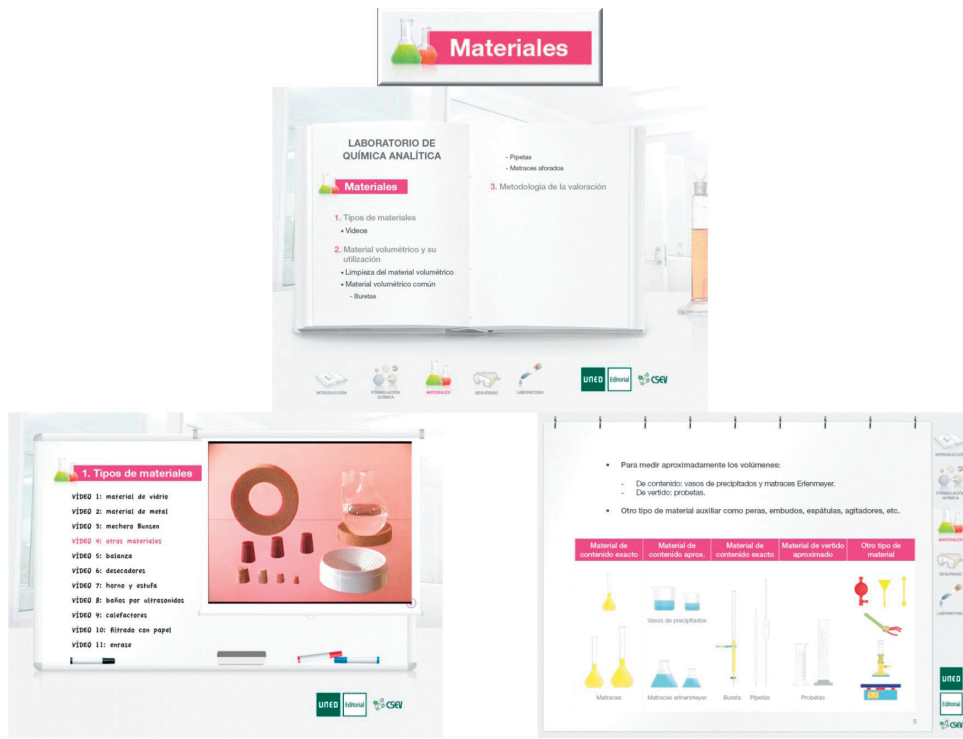 Materiales
LABORATORIO DE
QUÍMICA ANALÍTICA
Materiales
1. Tipos de materiales
• Videos
2. Material volumétrico y su
utilización
• Limpieza del material volumétrico
• Material volumétrico común
- Buretas
- Pipetas
- Matraces aforados
3. Metodología de la valoración
INTRODUCCIÓN
FORMULACIÓN
QUÍMICA
MATERIALES
SEGURIDAD
LABORATORIO
UNED
Editorial
CSEV
1. Tipos de materiales
VÍDEO 1: material de vidrio
VÍDEO 2: material de metal
VÍDEO 3: mechero Bunsen
VÍDEO 4: otros materiales
VÍDEO 5: balanza
VÍDEO 6: desecadores
VÍDEO 7: horno y estufa
VÍDEO 8: baños por ultrasonidos
VÍDEO 9: calefactores
VÍDEO 10: filtrado con papel
VÍDEO 11: enrase
UNED
Editorial
CSEV
• Para medir aproximadamente los volúmenes:
- De contenido: vasos de precipitados y matraces Erlenmeyer.
- De vertido: probetas.
• Otro tipo de material auxiliar como peras, embudos, espátulas, agitadores, etc.
Material de contenido exacto
Material de contenido aprox.
Material de contenido exacto
Material de vertido aproximado
Otro tipo de material
Vasos de precipitados
Matraces
Matraces erlnenmeyer
Bureta
Pipetas
Probetas
5
INTRODUCCIÓN
FORMULACIÓN
QUÍMICA
MATERIALES
SEGURIDAD
LABORATORIO
UNED
Editorial
CSEV